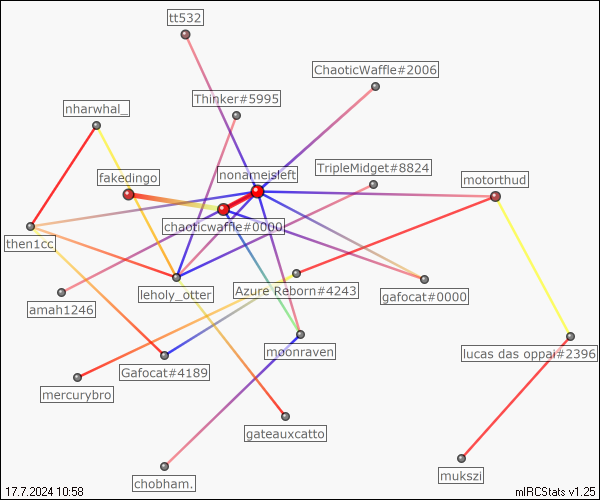 tt532
ChaoticWaffle#2006
Thinker#5995
nharwhal_
nonameisleft
TripleMidget#8824
fakedingo
motorthud
chaoticwaffle#0000
then1cc
leholy_otter
Azure Reborn#4243
gafocat#0000
amah1246
moonraven
lucas das oppai#2396
Gafocat#4189
mercurybro
gateauxcatto
chobham.
mukszi
17.7.2024 10:58
mIRCStats v1.25